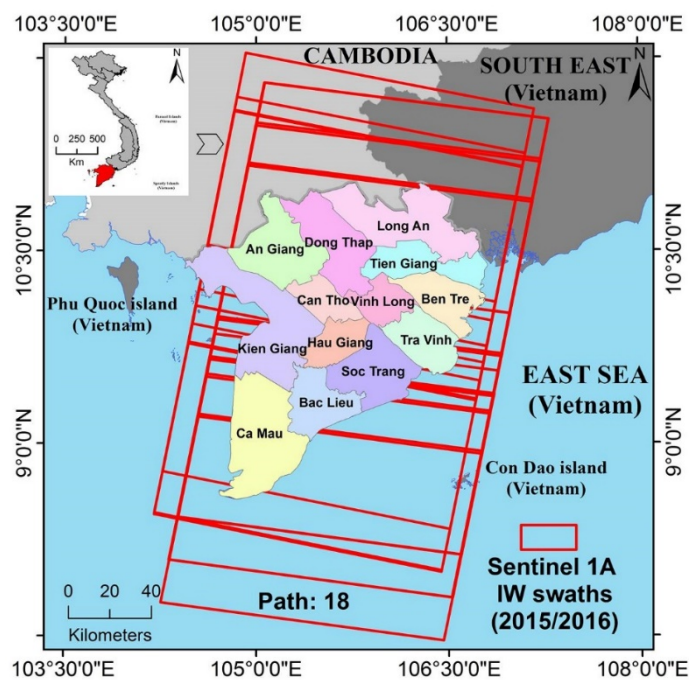 103°30'0"E
105°0'0"E
106°30'0"E
108°0'0"E
CAMBODIA
SOUTH EAST
(Vietnam)
N
N
0 250 500
Km
Long An
10°30'0"N
10°30'0"N
An Giang
Dong Thap
Tien Giang
Phu Quoc island
(Vietnam)
Can Tho
Vinh Long
Ben Tre
Kien Giang
Hau Giang
Tra Vinh
Soc Trang
EAST SEA
(Vietnam)
Bac Lieu
9°0'0"N
9°0'0"N
Ca Mau
Con Dao island
(Vietnam)
0 20 40
Kilometers
Path: 18
Sentinel 1A
IW swaths
(2015/2016)
103°30'0"E
105°0'0"E
106°30'0"E
108°0'0"E